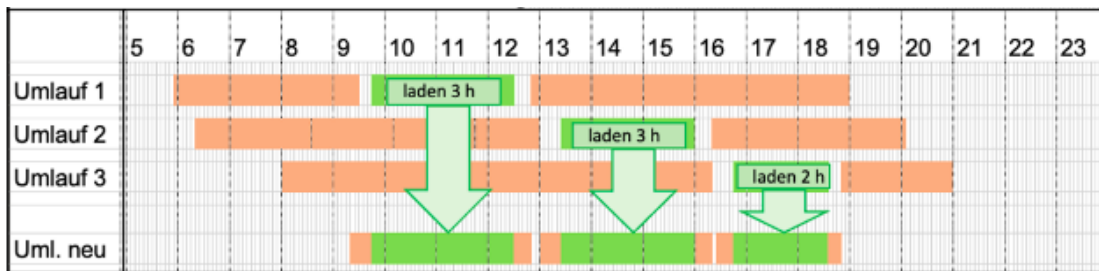 5 6 7 8 9 10 11 12 13 14 15 16 17 18 19 20 21 22 23
Umlauf 1 laden 3 h
Umlauf 2 laden 3 h
Umlauf 3 laden 2 h
Uml. neu